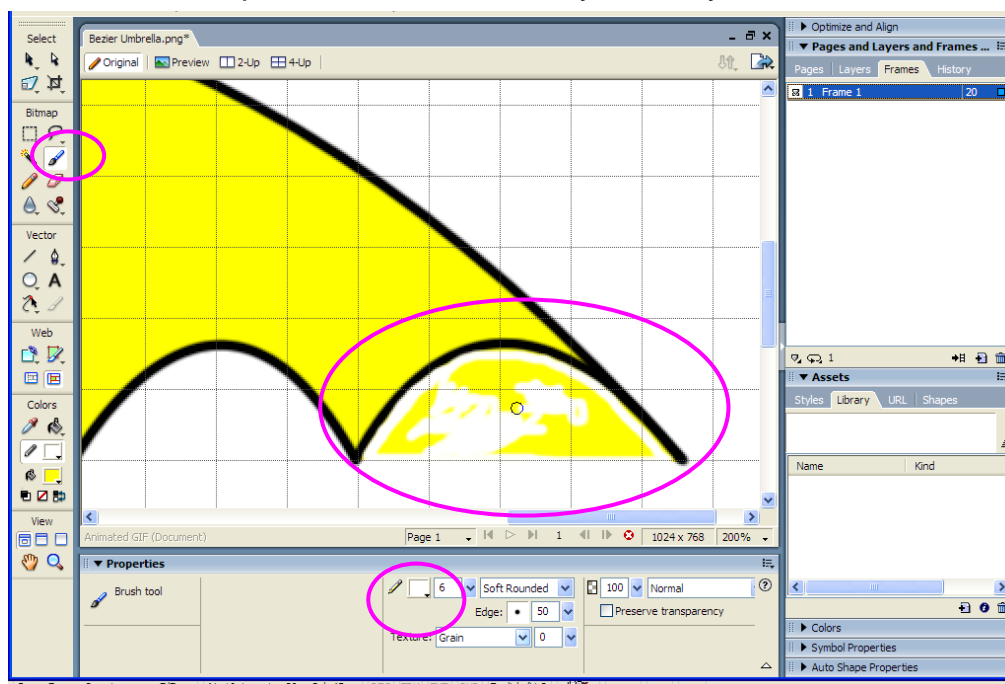 Select
Bitmap
Vector
A
Web
Colors
View
Bezier Umbrella.png*
Original
Preview
2-Up
4-Up
Animated GIF (Document)
Page 1
1
1024 x 768
200%
Properties
Brush tool
6
Soft Rounded
Edge:
50
Texture:
Grain
0
100
Normal
Preserve transparency
Optimize and Align
Pages and Layers and Frames ...
Pages
Layers
Frames
History
1 Frame 1
20
1
Assets
Styles
Library
URL
Shapes
Name
Kind
Colors
Symbol Properties
Auto Shape Properties